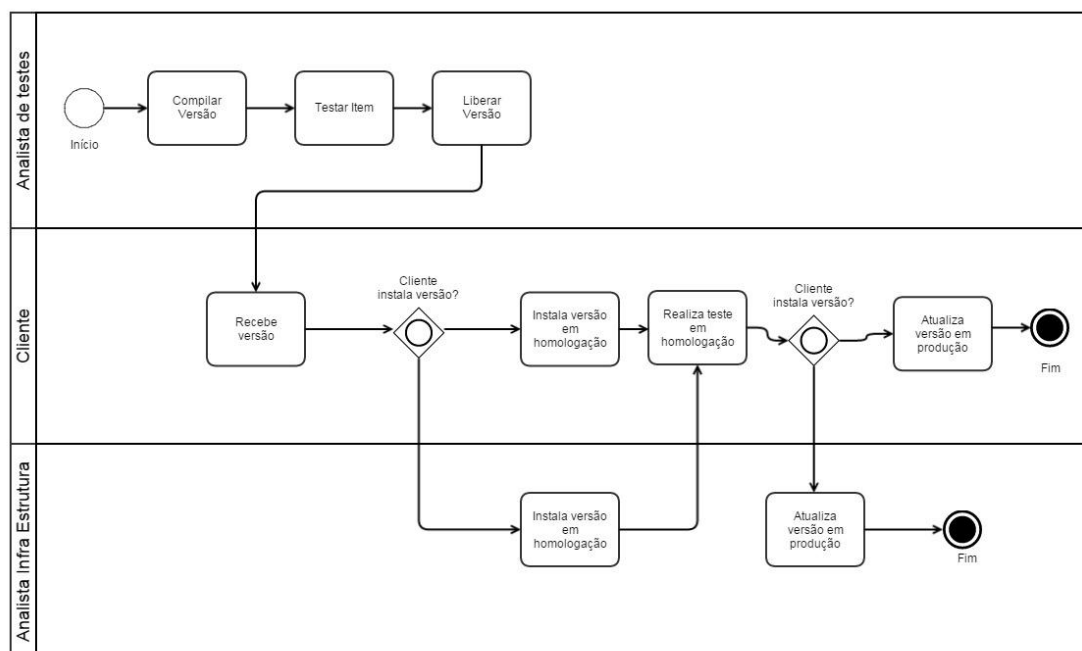 Analista de testes
Início
Compilar
Versão
Testar Item
Liberar
Versão
Cliente
Recebe
versão
Cliente
instala versão?
Instala versão
em
homologação
Realiza teste
em
homologação
Cliente
instala versão?
Atualiza
versão em
produção
Fim
Analista Infra Estrutura
Instala versão
em
homologação
Atualiza
versão em
produção
Fim